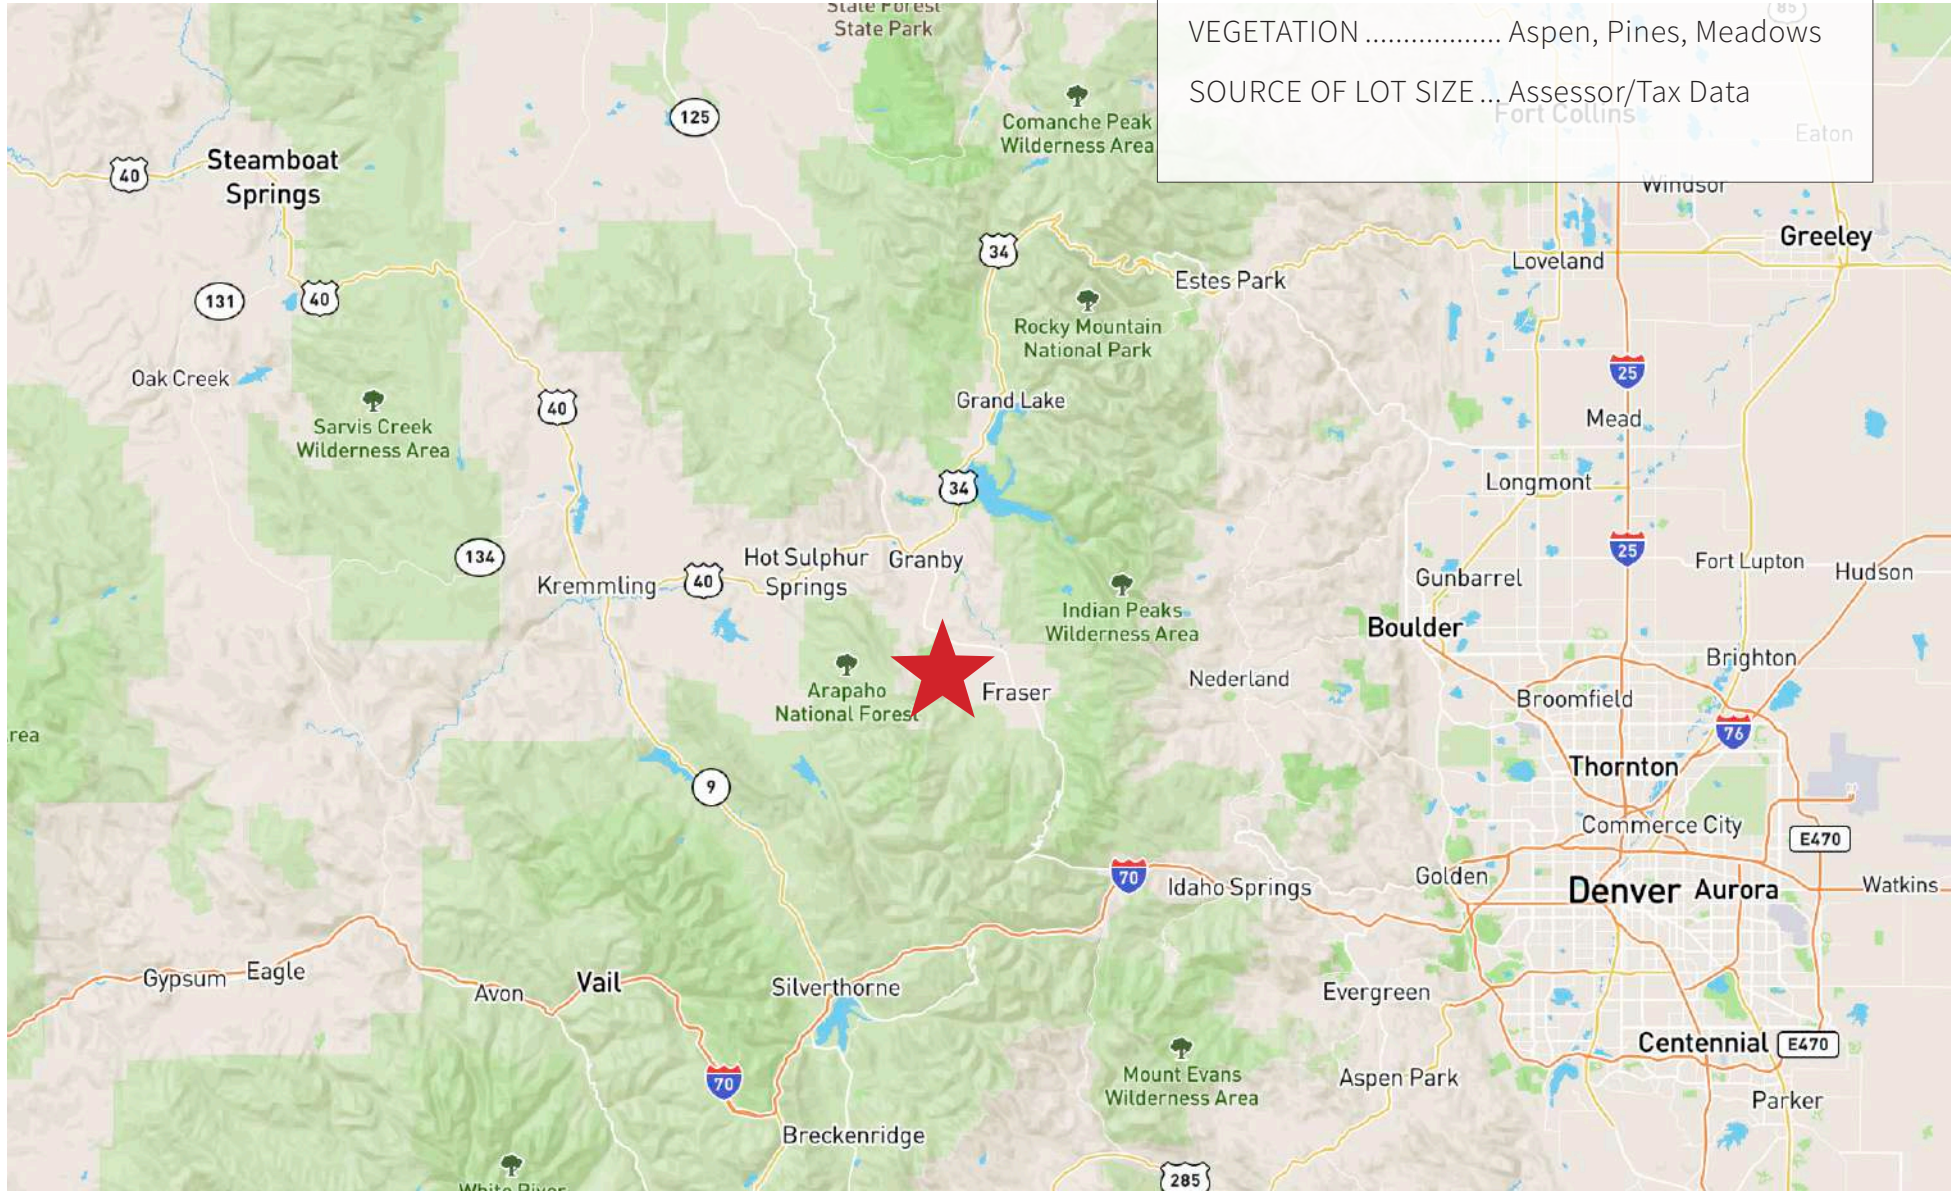 State Forest
State Park
85
VEGETATION .................. Aspen, Pines, Meadows
SOURCE OF LOT SIZE ... Assessor/Tax Data
Fort Collins
Eaton
Comanche Peak
Wilderness Area
125
Steamboat
Springs
40
Windsor
Greeley
34
Loveland
Estes Park
131
40
Rocky Mountain
National Park
25
Oak Creek
Grand Lake
40
Mead
Sarvis Creek
Wilderness Area
34
Longmont
134
Hot Sulphur
Springs
Granby
25
Fort Lupton
Hudson
Kremmling
40
Gunbarrel
Indian Peaks
Wilderness Area
Boulder
Brighton
Nederland
Arapaho
National Forest
Fraser
Broomfield
rea
76
Thornton
9
Commerce City
E470
70
Idaho Springs
Golden
Denver
Aurora
Watkins
Gypsum
Eagle
Avon
Vail
Silverthorne
Evergreen
Centennial
E470
70
Mount Evans
Wilderness Area
Aspen Park
Parker
Breckenridge
White River
285